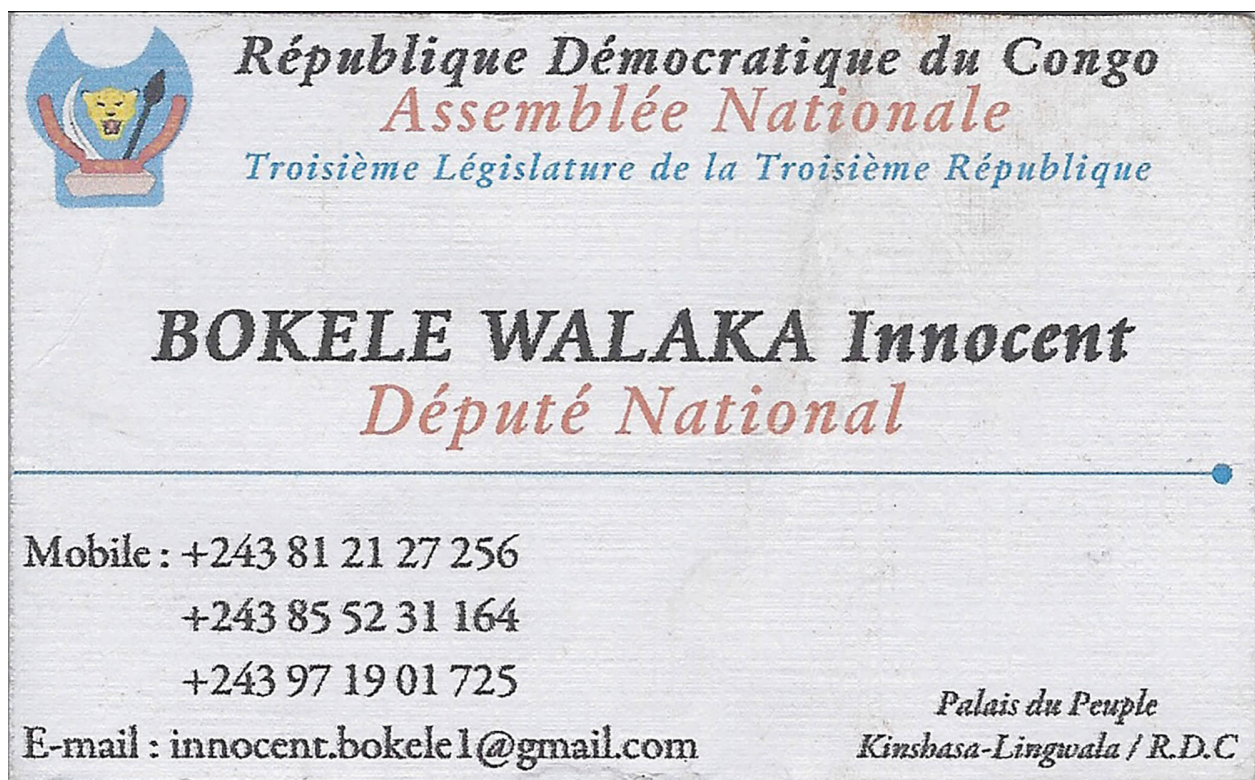 République Démocratique du Congo
Assemblée Nationale
Troisième Législature de la Troisième République
BOKELE WALAKA Innocent
Député National
Mobile : +243 81 21 27 256
+243 85 52 31 164
+243 97 19 01 725
E-mail : innocent.bokele1@gmail.com
Palais du Peuple
Kinshasa-Lingwala / R.D.C